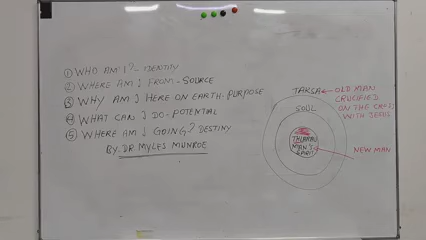 ① WHO AM I? - IDENTITY
② WHERE AM I FROM - SOURCE
③ WHY AM I HERE ON EARTH - PURPOSE
④ WHAT CAN I DO - POTENTIAL
⑤ WHERE AM I GOING? DESTINY
BY DR MYLES MUNROE
OLD MAN
CRUCIFIED
ON THE CROSS
WITH JESUS
SOUL
MAN'S
SPIRIT
NEW MAN